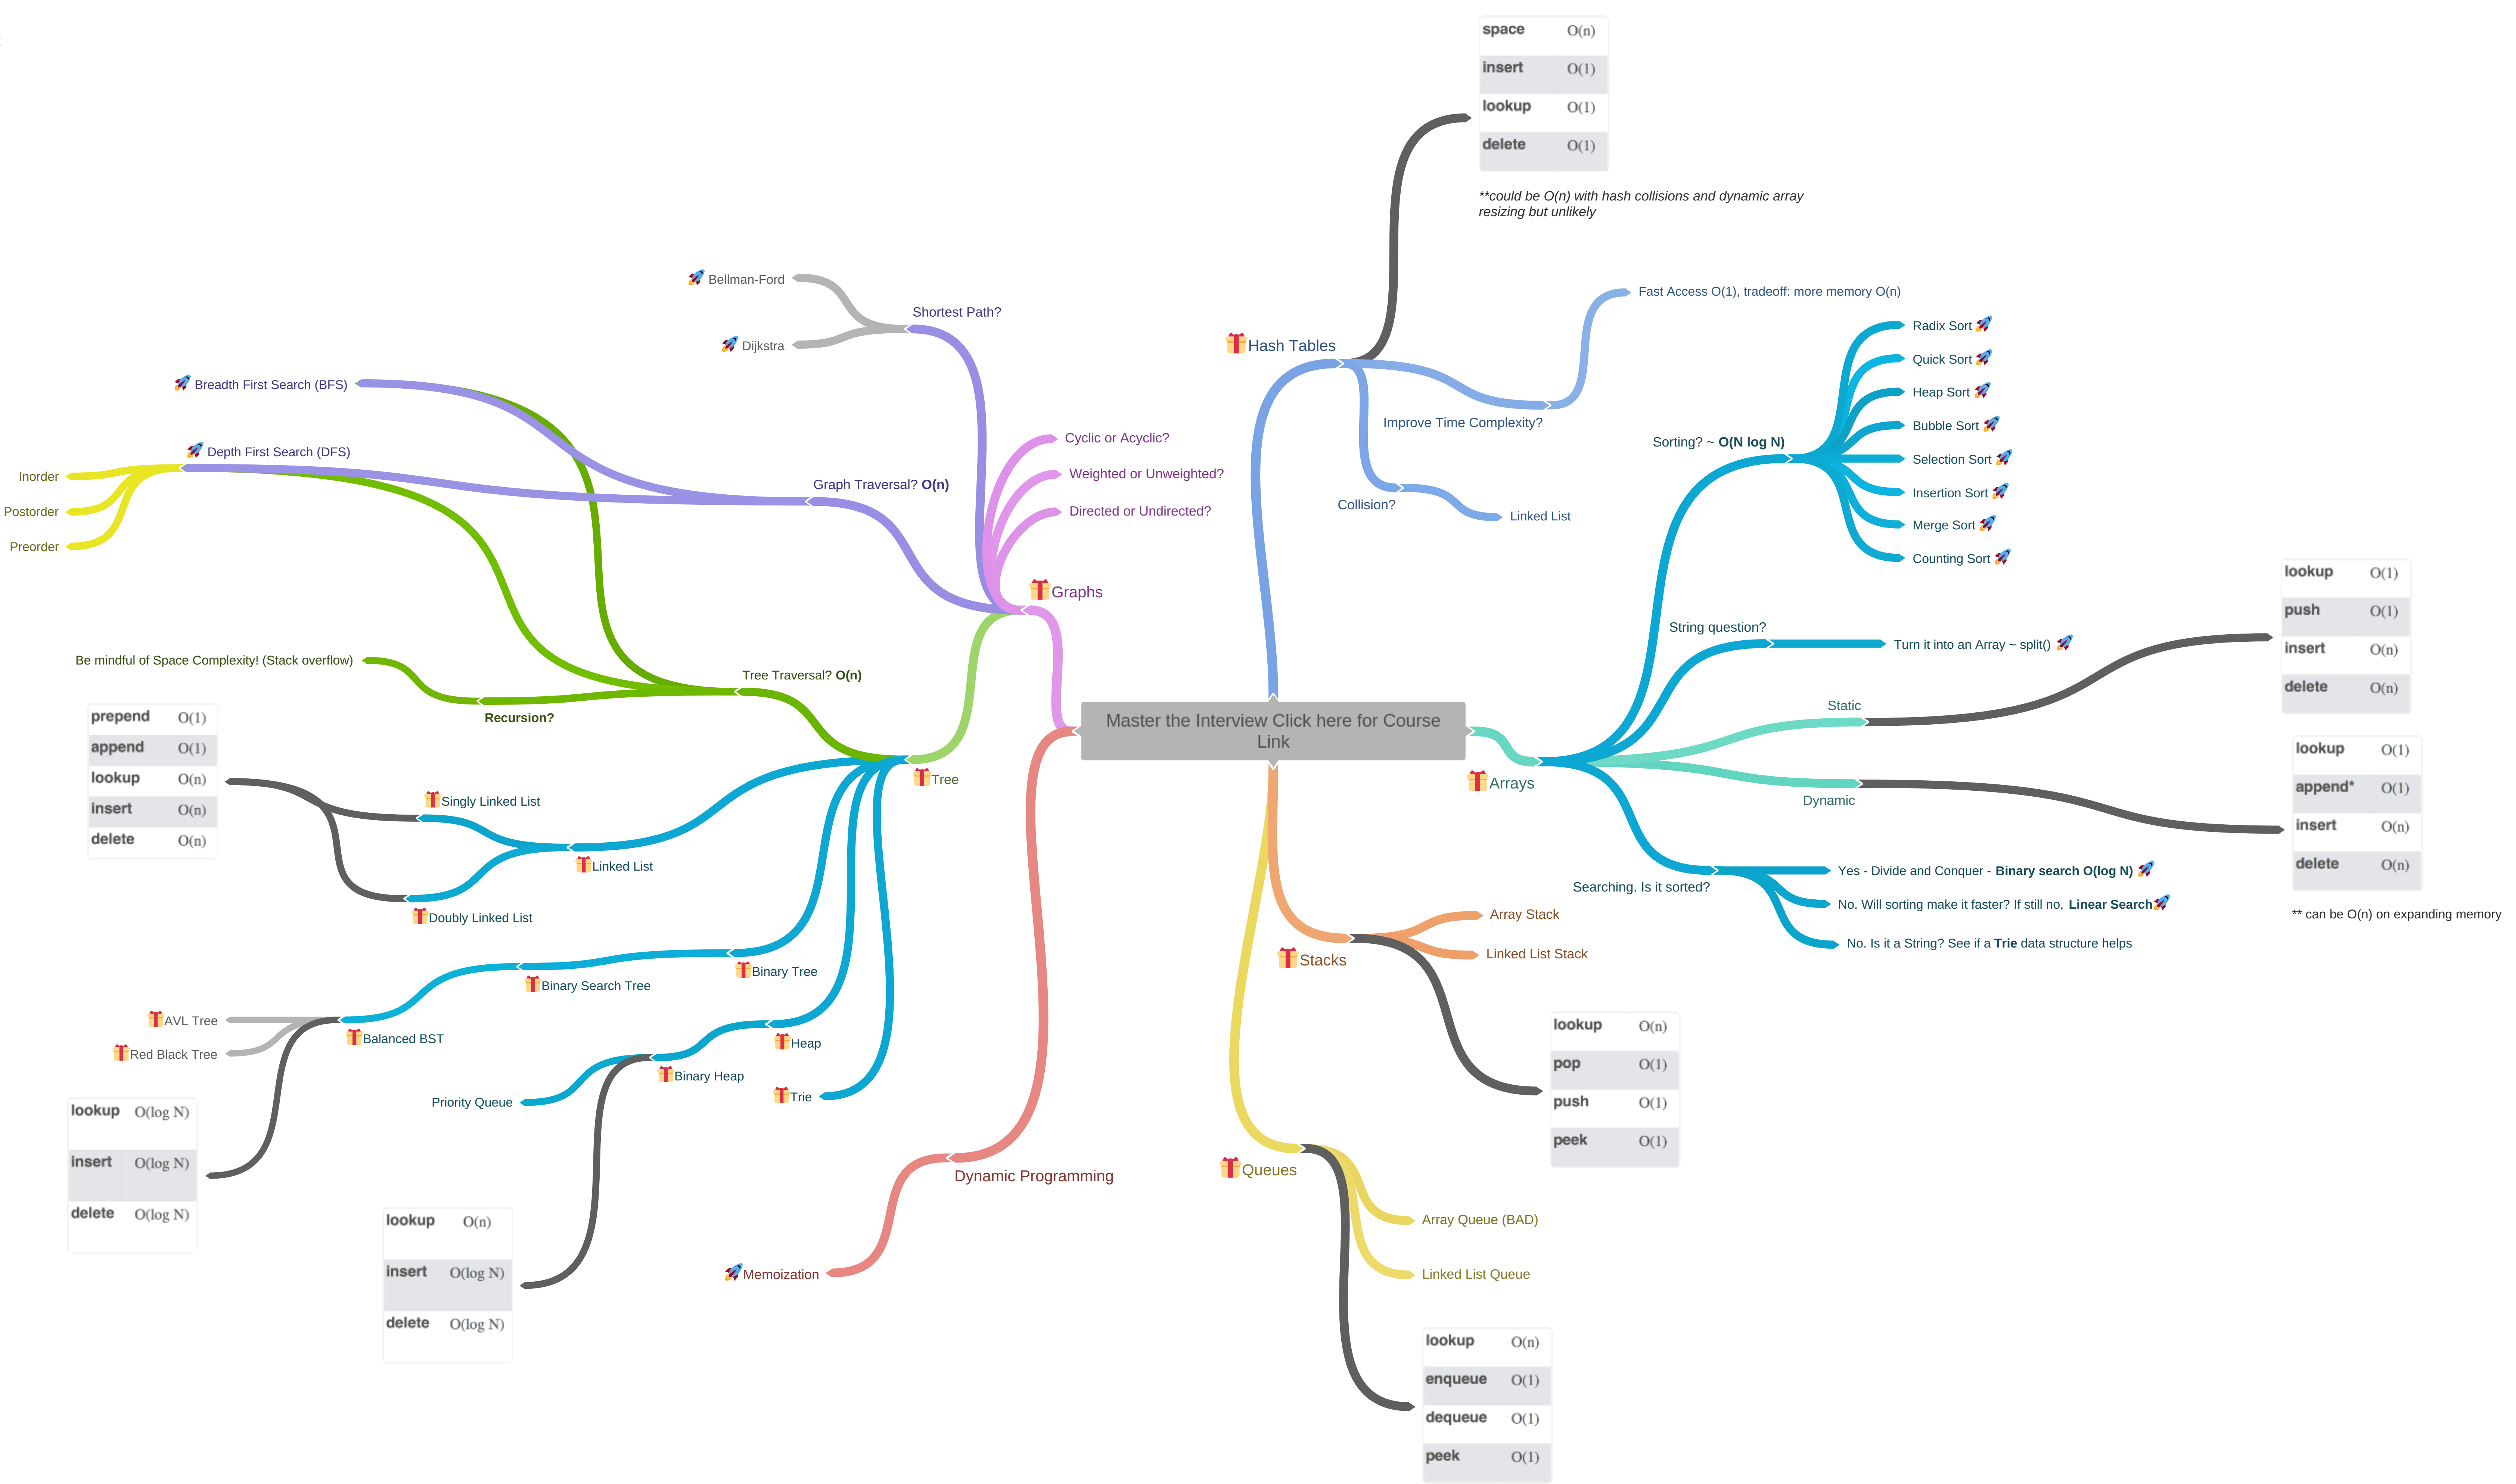 space O(n)
insert O(1)
lookup O(1)
delete O(1)
**could be O(n) with hash collisions and dynamic array
resizing but unlikely
Hash Tables
Improve Time Complexity?
Fast Access O(1), tradeoff: more memory O(n)
Collision?
Linked List
Sorting? ~ O(N log N)
Radix Sort
Quick Sort
Heap Sort
Bubble Sort
Selection Sort
Insertion Sort
Merge Sort
Counting Sort
String question?
Turn it into an Array ~ split()
Static
lookup O(1)
push O(1)
insert O(n)
delete O(n)
Dynamic
lookup O(1)
append* O(1)
insert O(n)
delete O(n)
** can be O(n) on expanding memory
Arrays
Searching. Is it sorted?
Yes - Divide and Conquer - Binary search O(log N)
No. Will sorting make it faster? If still no, Linear Search
No. Is it a String? See if a Trie data structure helps
Master the Interview Click here for Course
Link
Stacks
Array Stack
Linked List Stack
lookup O(n)
pop O(1)
push O(1)
peek O(1)
Queues
Array Queue (BAD)
Linked List Queue
lookup O(n)
enqueue O(1)
dequeue O(1)
peek O(1)
Bellman-Ford
Shortest Path?
Dijkstra
Breadth First Search (BFS)
Depth First Search (DFS)
Inorder
Postorder
Preorder
Graph Traversal? O(n)
Cyclic or Acyclic?
Weighted or Unweighted?
Directed or Undirected?
Graphs
Be mindful of Space Complexity! (Stack overflow)
Recursion?
Tree Traversal? O(n)
Tree
prepend O(1)
append O(1)
lookup O(n)
insert O(n)
delete O(n)
Singly Linked List
Linked List
Doubly Linked List
Binary Tree
Binary Search Tree
Balanced BST
AVL Tree
Red Black Tree
lookup O(log N)
insert O(log N)
delete O(log N)
Heap
Binary Heap
Priority Queue
Trie
lookup O(n)
insert O(log N)
delete O(log N)
Dynamic Programming
Memoization